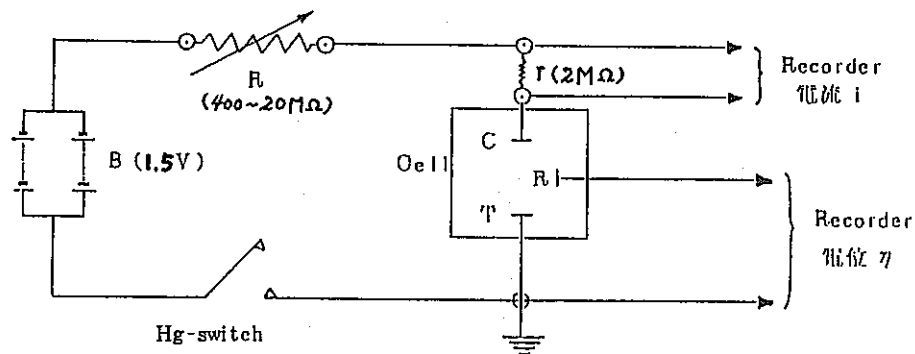 R
(400~20MΩ)
r (2MΩ)
Recorder
電流 i
B (1.5V)
Cell
C
R
T
Recorder
電位 η
Hg-switch